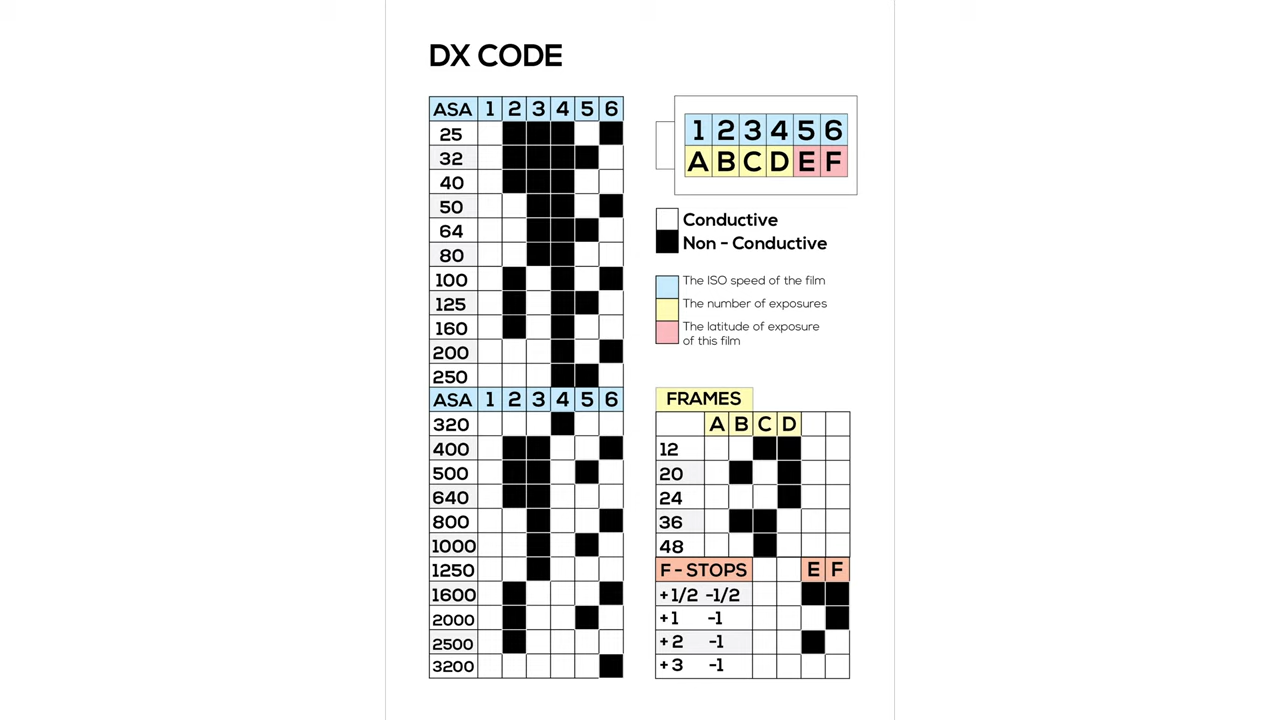 DX CODE
ASA 1 2 3 4 5 6
25
32
40
50
64
80
100
125
160
200
250
ASA 1 2 3 4 5 6
320
400
500
640
800
1000
1250
1600
2000
2500
3200
1 2 3 4 5 6
A B C D E F
Conductive
Non - Conductive
The ISO speed of the film
The number of exposures
The latitude of exposure
of this film
FRAMES
A B C D
12
20
24
36
48
F - STOPS E F
+1/2 -1/2
+1 -1
+2 -1
+3 -1